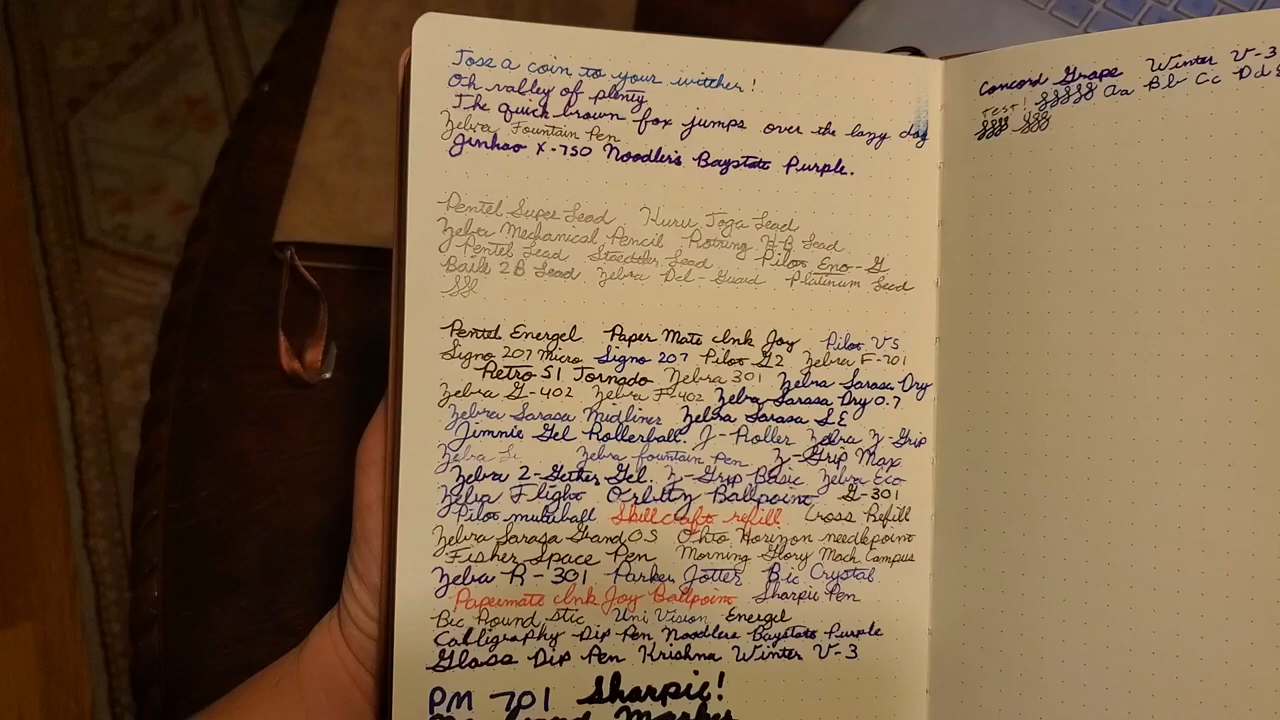 Toss a coin to your witcher!
Oh valley of plenty
The quick brown fox jumps over the lazy dog
Zebra Fountain Pen
Jinhao X-750 Noodler's Baystate Purple.
Pentel Super Lead Kuru Toga Lead
Zebra Mechanical Pencil Rotring HB Lead
Pentel Lead Staedtler Lead Pilot Eno-G
Baile 2B Lead Zebra Del-Guard Platinum Lead
Pentel Energel Paper Mate Ink Joy Pilot V5
Signo 207 Micro Signo 207 Pilot G2 Zebra F-701
Retro 51 Tornado Zebra 301 Zebra Sarasa Dry
Zebra G-402 Zebra F-402 Zebra Sarasa Dry 0.7
Zebra Sarasa Midliner Zebra Sarasa SE
Jimnie Gel Rollerball. J-Roller Zebra Z-Grip
Zebra fountain pen Z-Grip Max
Zebra 2-Gether Gel. Z-Grip Basic Zebra Eco
Zebra Flight Orbitz Ballpoint G-301
Pilot multiball Skillcraft refill Cross Refill
Zebra Sarasa Grand OS Ohto Horizon needlepoint
Fisher Space Pen Morning Glory Mach Campus
Zebra R-301 Parker Jotter Bic Crystal
Papermate Ink Joy Ballpoint Sharpie Pen
Bic Round Stic Uni Vision Energel
Calligraphy Dip Pen Noodlers Baystate Purple
Glass Dip Pen Krishna Winter V-3
PM 701 Sharpie!
Marker
Concord Grape Winter V-3
Test! Aa Bb Cc Dd